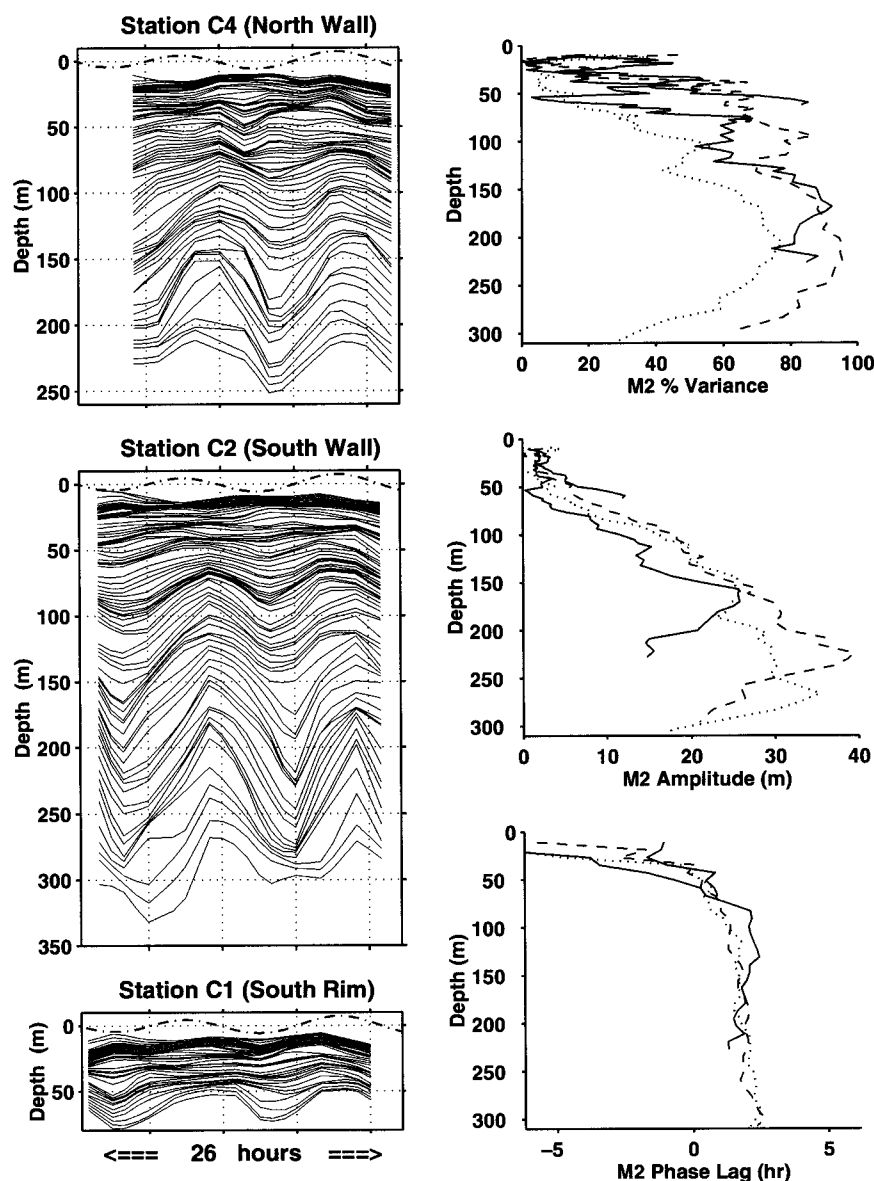 Station C4 (North Wall)
0
50
100
150
200
250
Depth (m)
Station C2 (South Wall)
0
50
100
150
200
250
300
350
Depth (m)
Station C1 (South Rim)
0
50
Depth (m)
<=== 26 hours ===>
0
50
100
150
200
250
300
Depth
0 20 40 60 80 100
M2 % Variance
0
50
100
150
200
250
300
Depth (m)
0 10 20 30 40
M2 Amplitude (m)
0
50
100
150
200
250
300
Depth (m)
−5 0 5
M2 Phase Lag (hr)